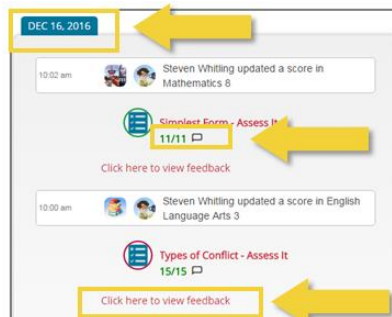 DEC 16, 2016
10:02 am
Steven Whitling updated a score in
Mathematics 8
Simplest Form - Assess It
11/11
Click here to view feedback
10:00 am
Steven Whitling updated a score in English
Language Arts 3
Types of Conflict - Assess It
15/15
Click here to view feedback